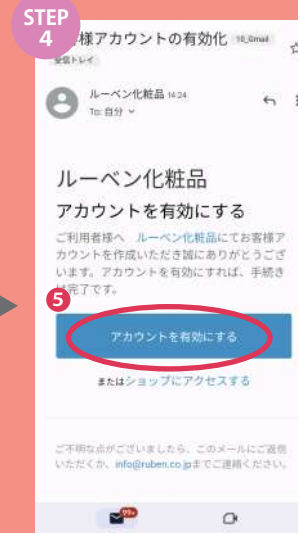 STEP
4
様アカウントの有効化 10_Gmail
受信トレイ
ルーベン化粧品 14:24
To: 自分
ルーベン化粧品
アカウントを有効にする
ご利用者様へ ルーベン化粧品にてお客様ア
カウントを作成いただき誠にありがとうござ
います。アカウントを有効にすれば、手続き
は完了です。
5
アカウントを有効にする
またはショップにアクセスする
ご不明な点がございましたら、このメールにご返信
いただくか、info@ruben.co.jpまでご連絡ください。
99+